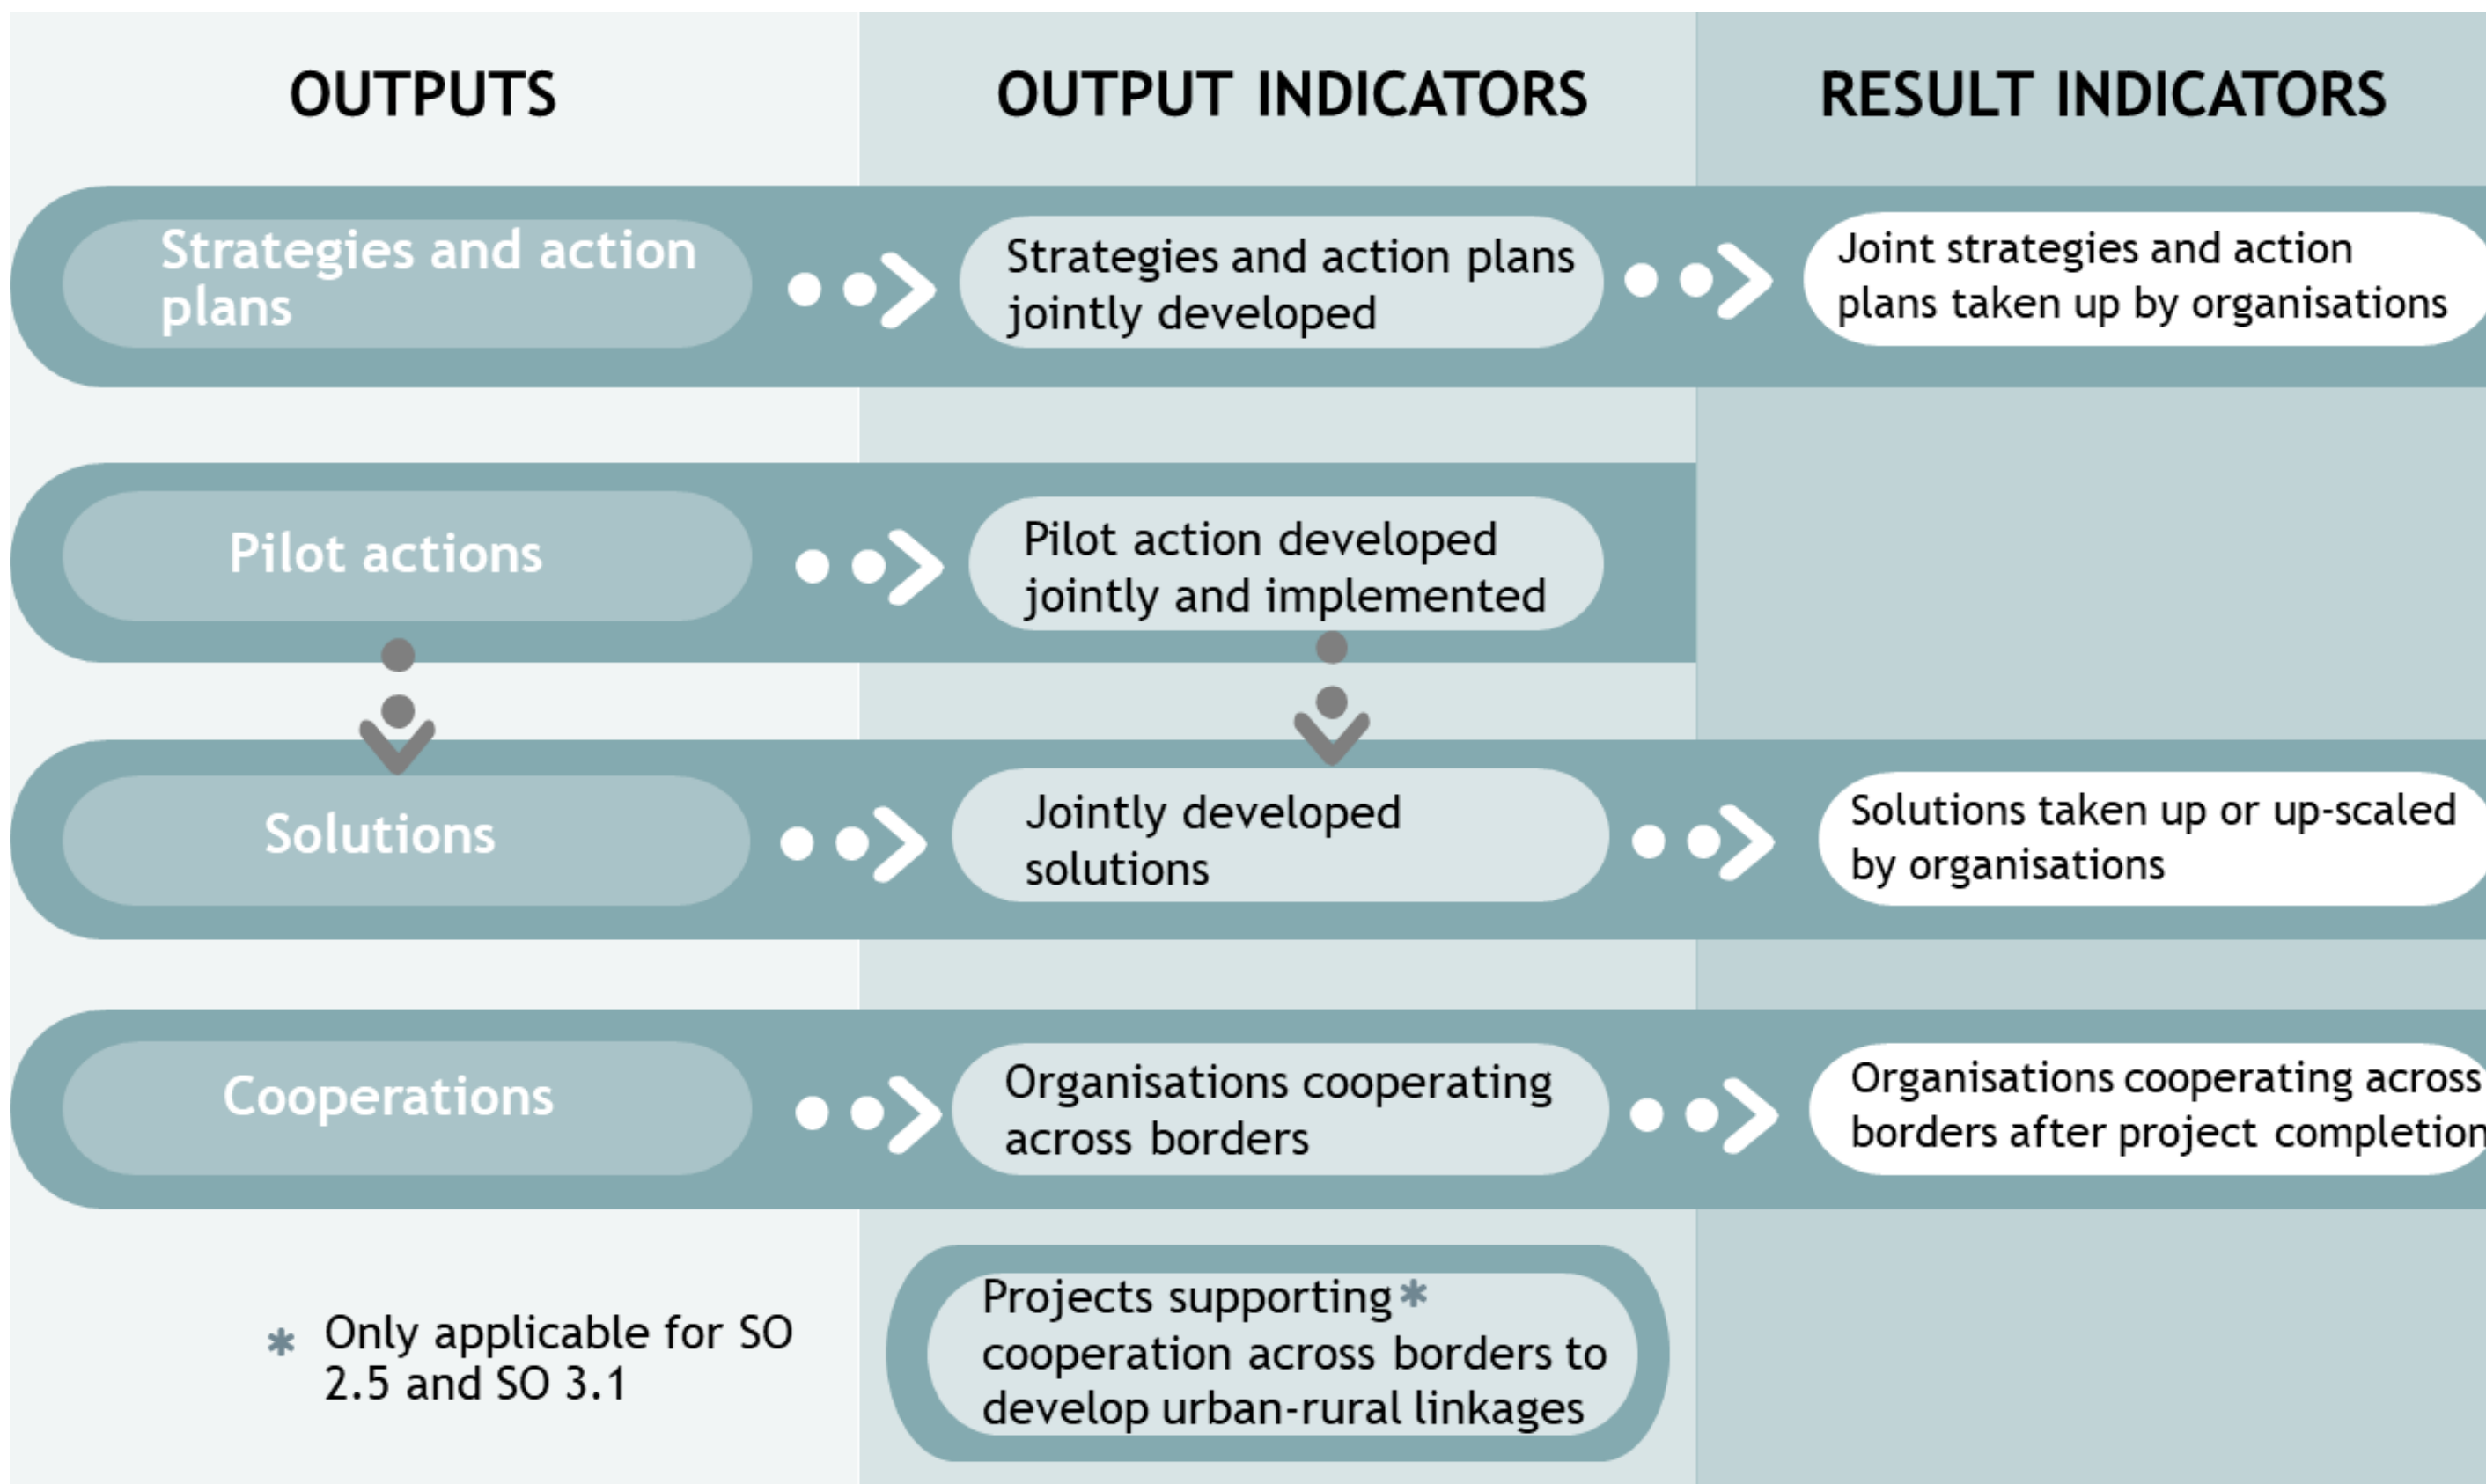 OUTPUTS
OUTPUT INDICATORS
RESULT INDICATORS
Strategies and action
plans
Strategies and action plans
jointly developed
Joint strategies and action
plans taken up by organisations
Pilot actions
Pilot action developed
jointly and implemented
Solutions
Jointly developed
solutions
Solutions taken up or up-scaled
by organisations
Cooperations
Organisations cooperating
across borders
Organisations cooperating across
borders after project completion
* Only applicable for SO
2.5 and SO 3.1
Projects supporting*
cooperation across borders to
develop urban-rural linkages